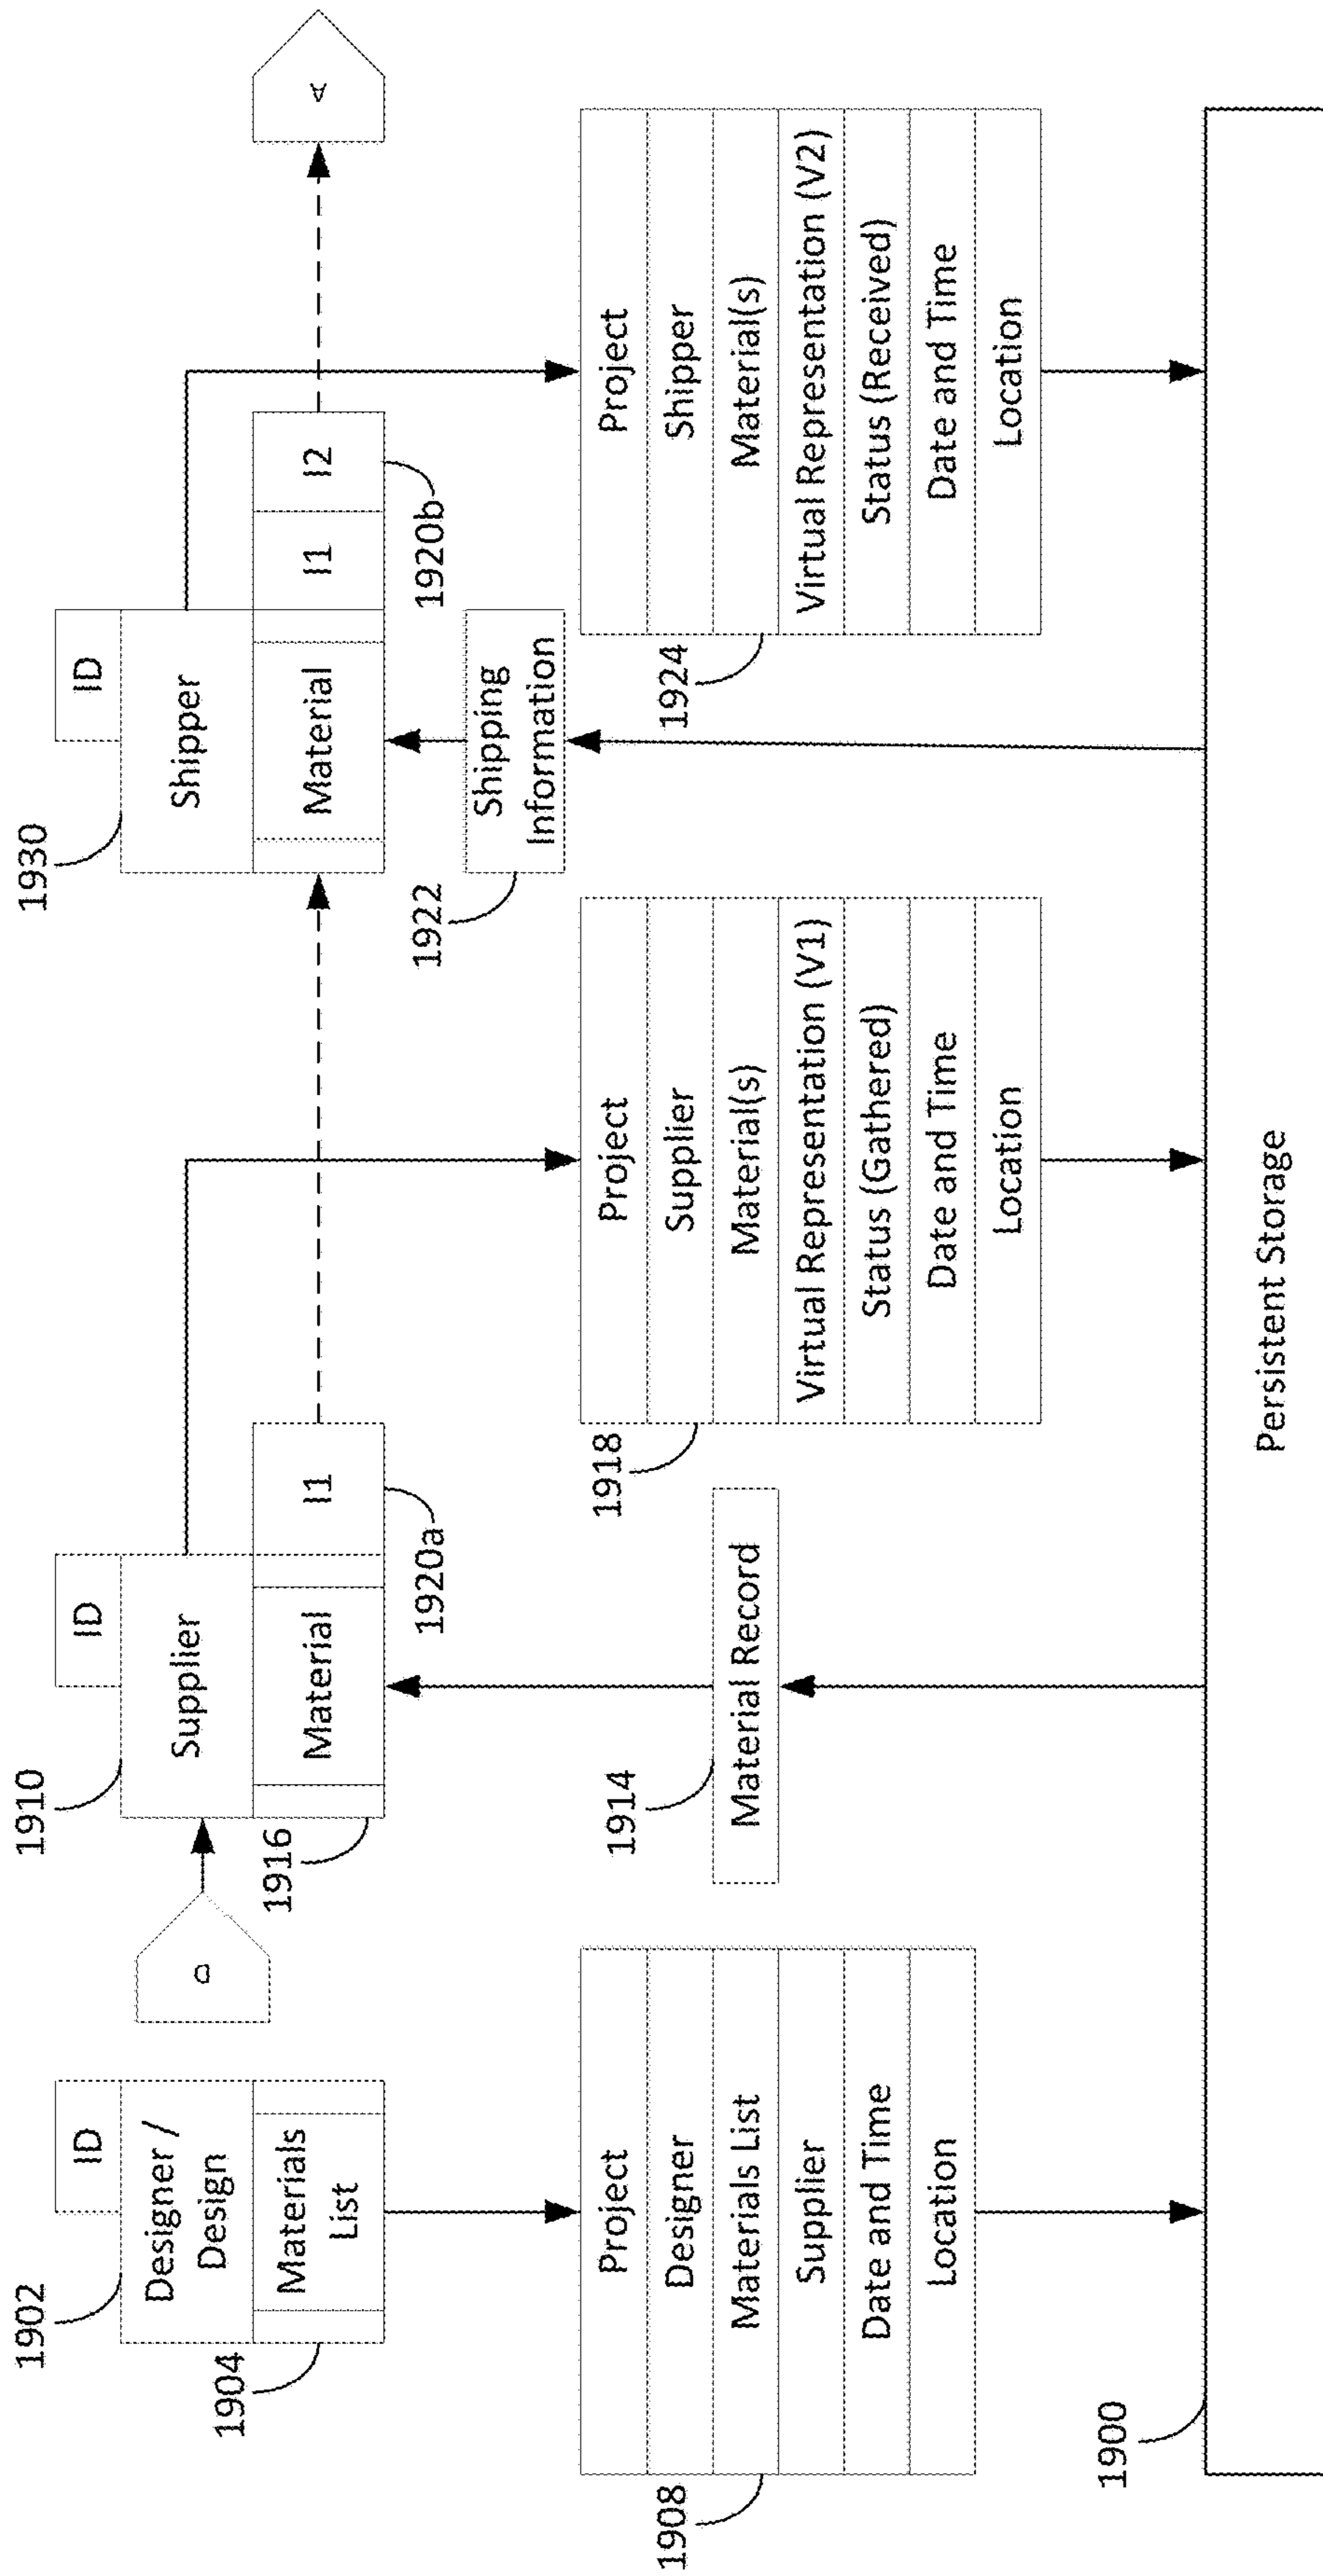 1902
ID
Designer /
Design
1904
Materials
List
1908
Project
Designer
Materials List
Supplier
Date and Time
Location
D
1910
ID
Supplier
1916
Material
I1
1920a
1914
Material Record
1918
Project
Supplier
Material(s)
Virtual Representation (V1)
Status (Gathered)
Date and Time
Location
1930
ID
Shipper
Material
I1
I2
1920b
A
1922
Shipping
Information
1924
Project
Shipper
Material(s)
Virtual Representation (V2)
Status (Received)
Date and Time
Location
1900
Persistent Storage